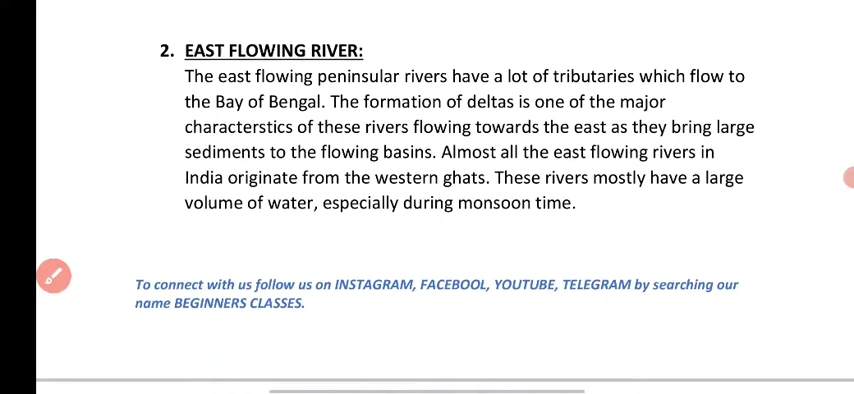 2. EAST FLOWING RIVER:
The east flowing peninsular rivers have a lot of tributaries which flow to
the Bay of Bengal. The formation of deltas is one of the major
characterstics of these rivers flowing towards the east as they bring large
sediments to the flowing basins. Almost all the east flowing rivers in
India originate from the western ghats. These rivers mostly have a large
volume of water, especially during monsoon time.
To connect with us follow us on INSTAGRAM, FACEBOOL, YOUTUBE, TELEGRAM by searching our
name BEGINNERS CLASSES.